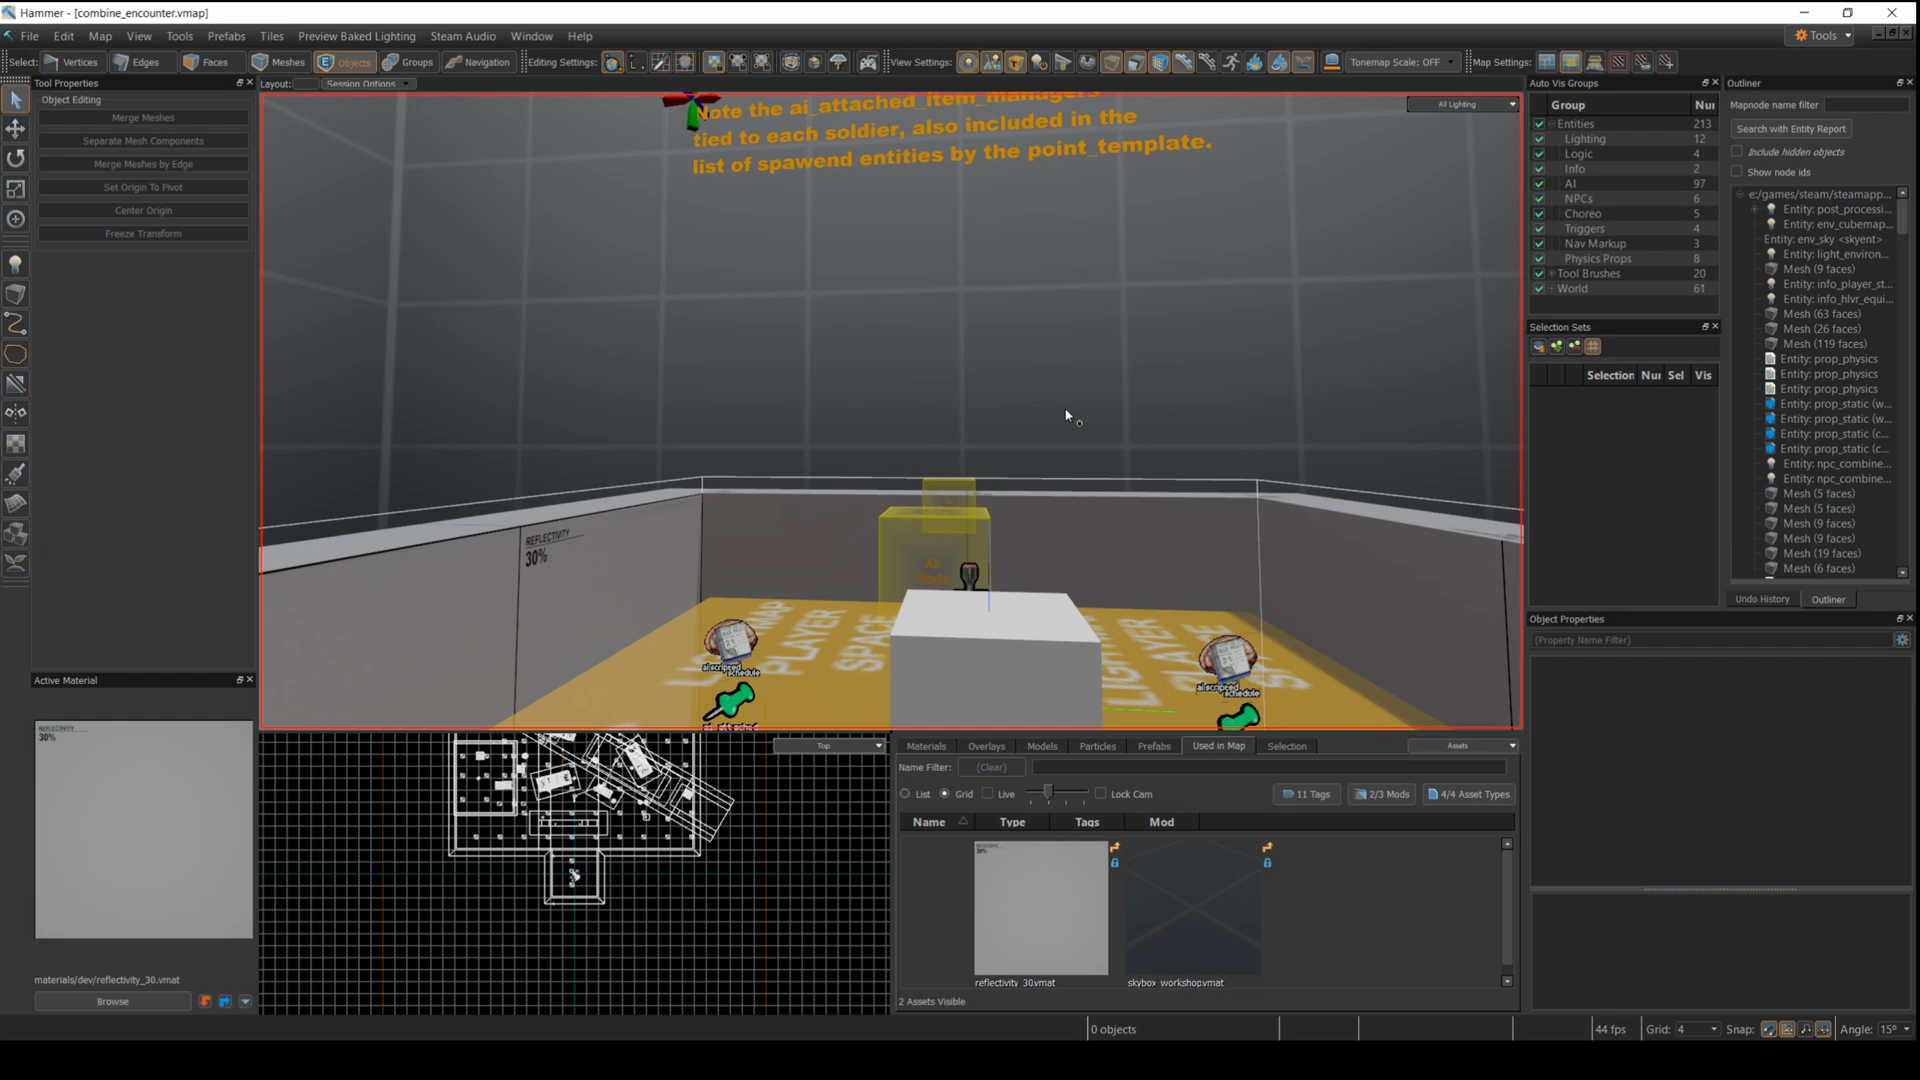 Hammer - [combine_encounter.vmap]
File Edit Map View Tools Prefabs Tiles Preview Baked Lighting Steam Audio Window Help Tools
Select: Vertices Edges Faces Meshes Objects Groups Navigation Editing Settings: View Settings: Tonemap Scale: OFF Map Settings:
Tool Properties
Object Editing
Merge Meshes
Separate Mesh Components
Merge Meshes by Edge
Set Origin To Pivot
Center Origin
Freeze Transform
Layout: Session Options
All Lighting
Note the ai_attached_item_managers
tied to each soldier, also included in the
list of spawend entities by the point_template.
REFLECTIVITY
30%
MAP
PLAYER
SPACE
PLAYER
ai scripted
schedule
ai scripted
schedule
Auto Vis Groups
Group Nur
Entities 213
Lighting 12
Logic 4
Info 2
AI 97
NPCs 6
Choreo 5
Triggers 4
Nav Markup 3
Physics Props 8
Tool Brushes 20
World 61
Selection Sets
Selection Nur Sel Vis
Outliner
Mapnode name filter
Search with Entity Report
Include hidden objects
Show node ids
e:/games/steam/steamapp...
Entity: post_processi...
Entity: env_cubemap...
Entity: env_sky <skyent>
Entity: light_environ...
Mesh (9 faces)
Entity: info_player_st...
Entity: info_hlvr_equi...
Mesh (63 faces)
Mesh (26 faces)
Mesh (119 faces)
Entity: prop_physics
Entity: prop_physics
Entity: prop_physics
Entity: prop_static (w...
Entity: prop_static (w...
Entity: prop_static (c...
Entity: prop_static (c...
Entity: npc_combine...
Entity: npc_combine...
Mesh (5 faces)
Mesh (5 faces)
Mesh (9 faces)
Mesh (9 faces)
Mesh (19 faces)
Mesh (6 faces)
Undo History Outliner
Object Properties
(Property Name Filter)
Active Material
REFLECTIVITY
30%
materials/dev/reflectivity_30.vmat
Browse
Top
Materials Overlays Models Particles Prefabs Used in Map Selection Assets
Name Filter: (Clear)
List Grid Live Lock Cam 11 Tags 2/3 Mods 4/4 Asset Types
Name Type Tags Mod
30%
reflectivity_30.vmat skybox_workshop.vmat
2 Assets Visible
0 objects 44 fps Grid: 4 Snap: Angle: 15º